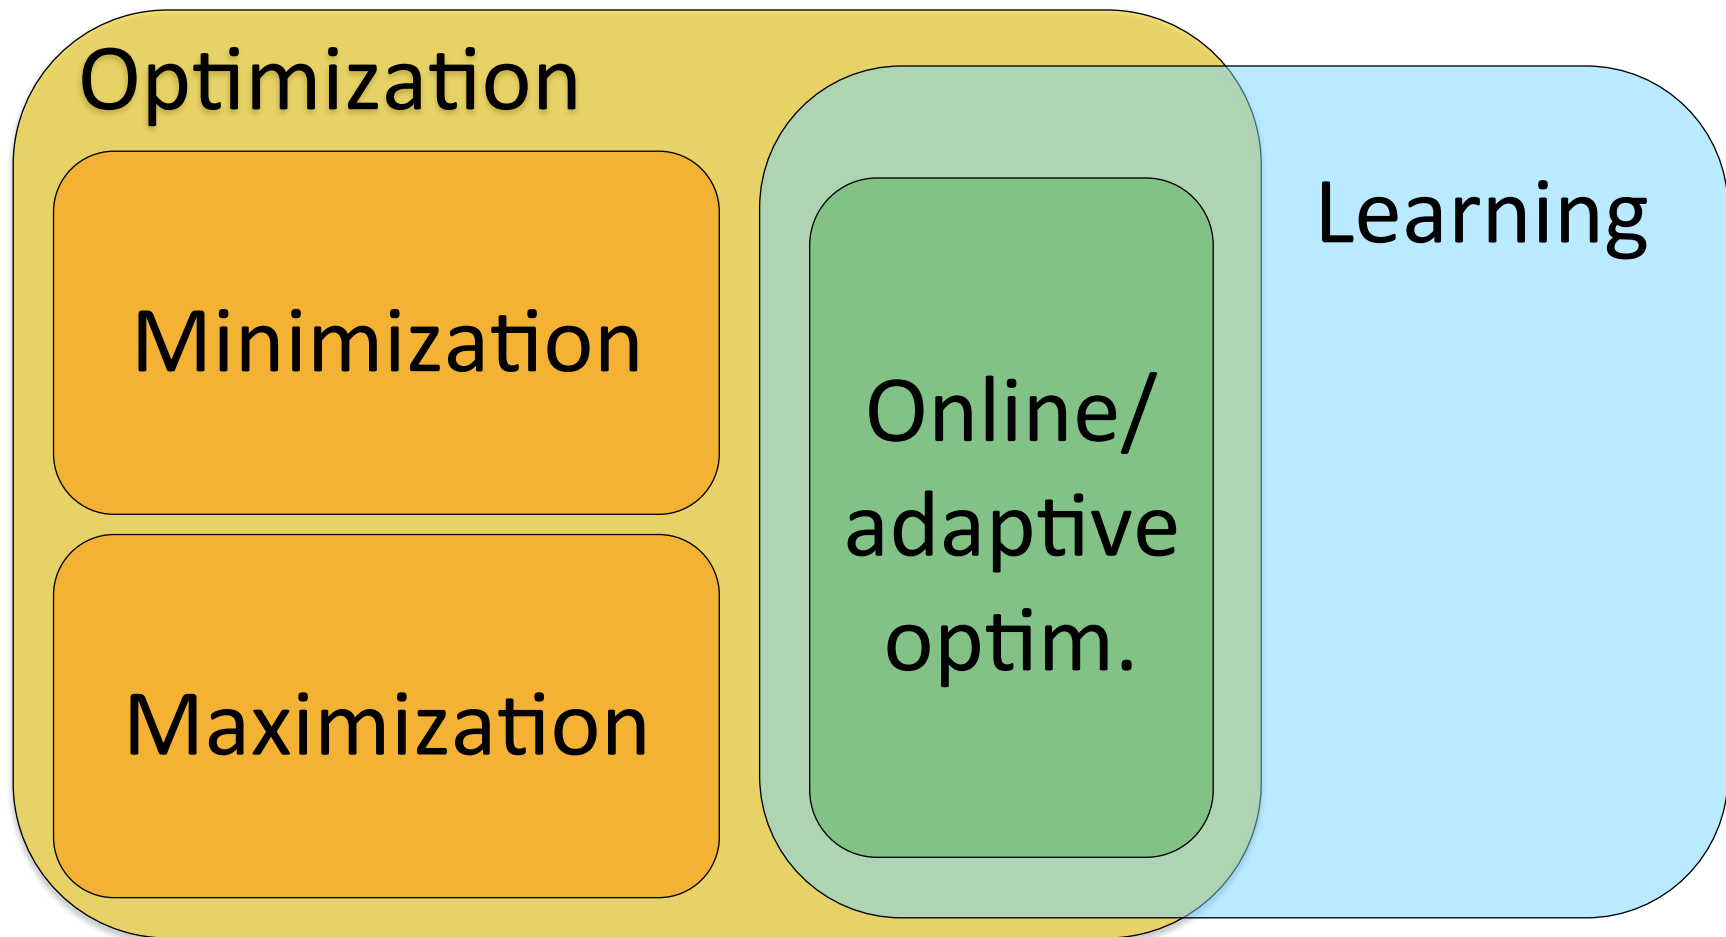 Optimization
Learning
Minimization
Online/
adaptive
optim.
Maximization